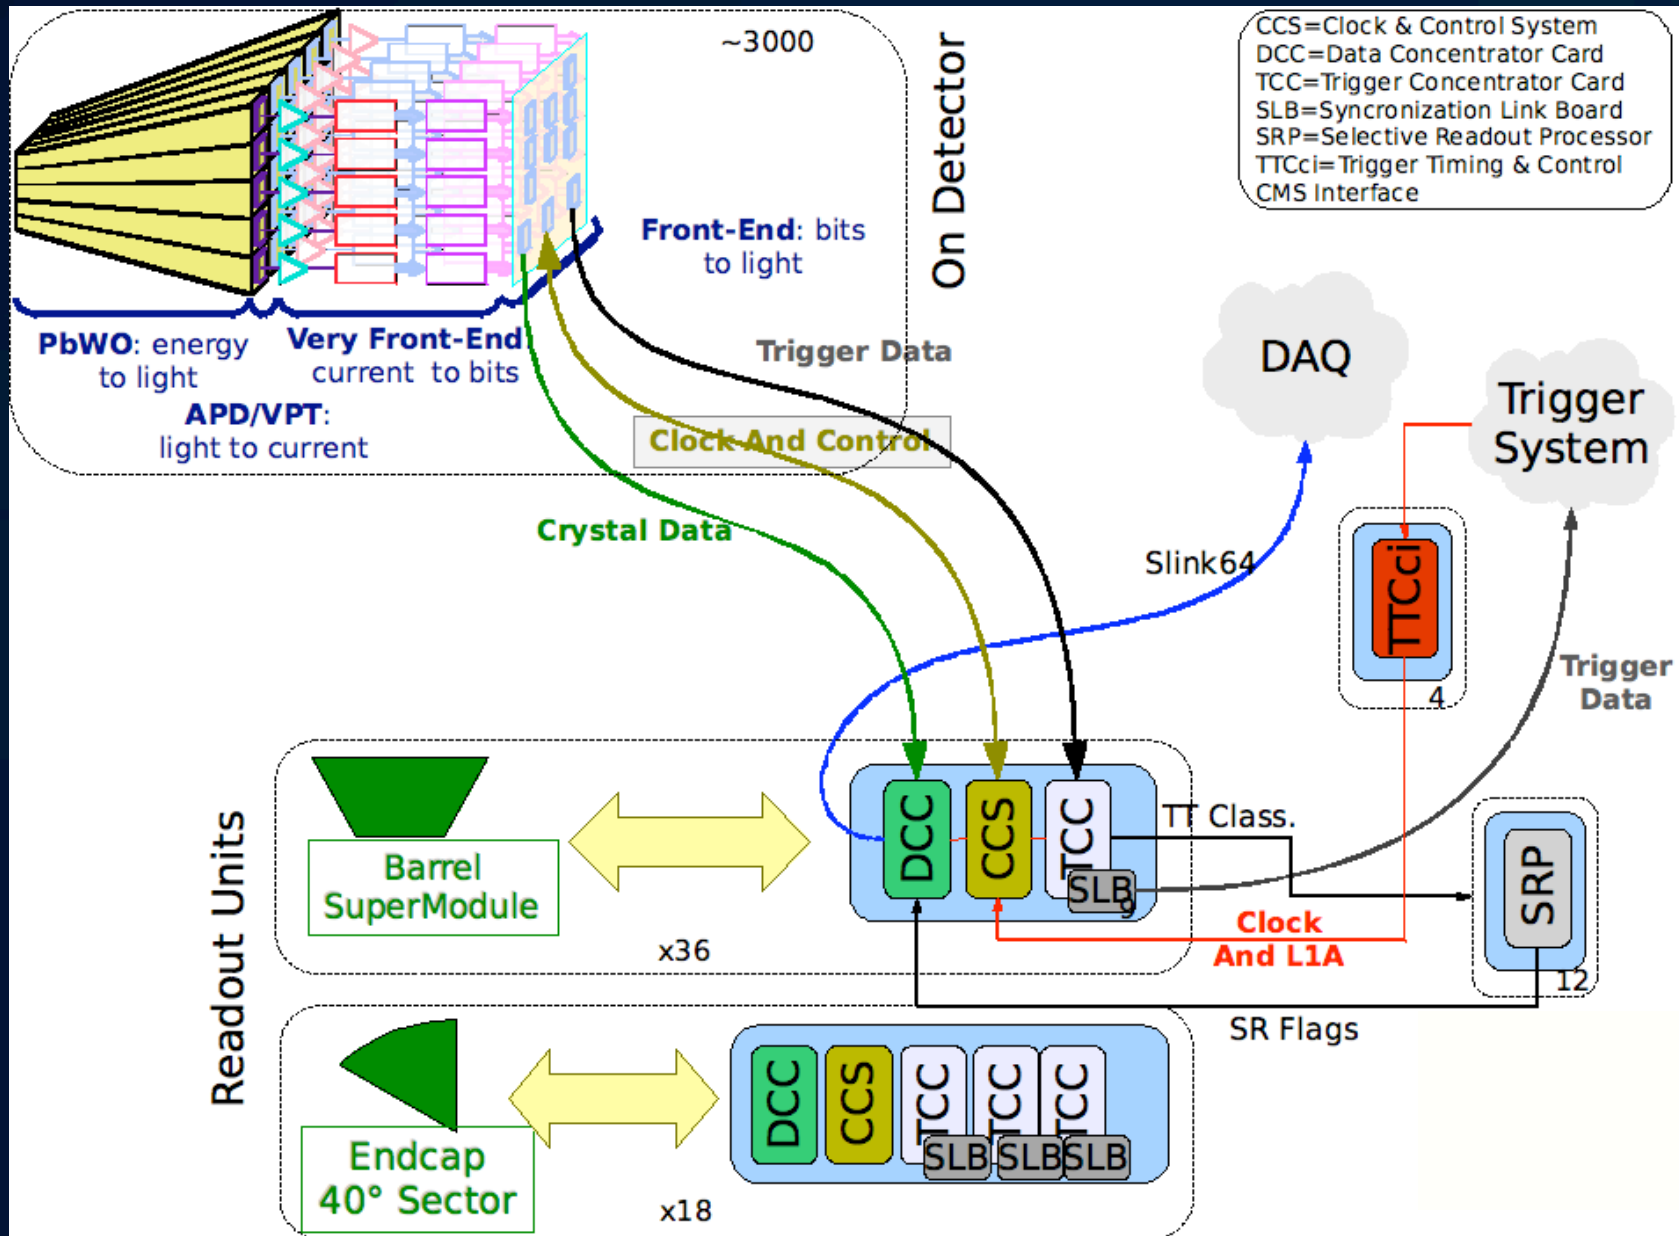 ~3000
On Detector
CCS=Clock & Control System
DCC=Data Concentrator Card
TCC=Trigger Concentrator Card
SLB=Syncronization Link Board
SRP=Selective Readout Processor
TTCci=Trigger Timing & Control
CMS Interface
Front-End: bits
to light
PbWO: energy
to light
Very Front-End
current to bits
APD/VPT:
light to current
Trigger Data
Clock And Control
Crystal Data
DAQ
Trigger
System
Slink64
TTCci
4
Trigger
Data
Readout Units
Barrel
SuperModule
x36
DCC
CCS
TCC
SLB
9
TT Class.
Clock
And L1A
SRP
12
SR Flags
Endcap
40° Sector
x18
DCC
CCS
TCC
TCC
TCC
SLB
SLB
SLB